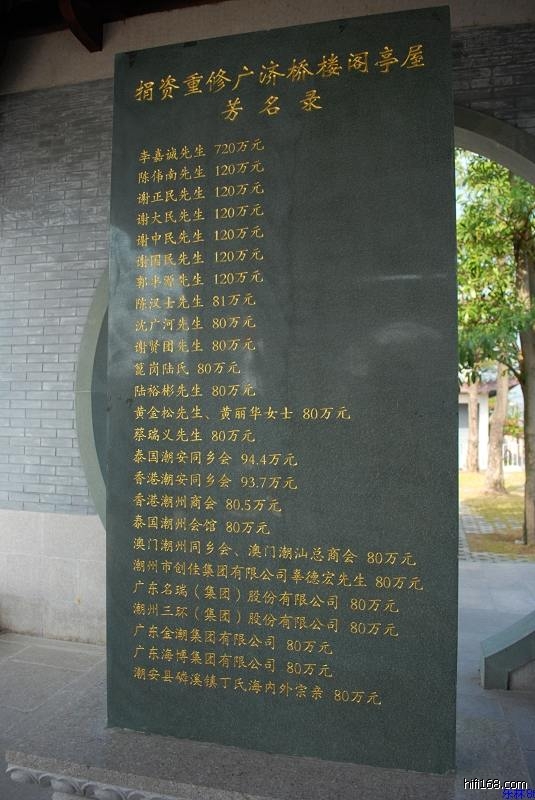 捐资重修广济桥楼阁亭屋
芳名录
李嘉诚先生 720万元
陈伟南先生 120万元
谢正民先生 120万元
谢大民先生 120万元
谢中民先生 120万元
谢国民先生 120万元
郭丰源先生 120万元
陈汉士先生 81万元
沈广河先生 80万元
谢贤团先生 80万元
篦岗陆氏 80万元
陆裕彬先生 80万元
黄金松先生、黄丽华女士 80万元
蔡瑞义先生 80万元
泰国潮安同乡会 94.4万元
香港潮安同乡会 93.7万元
香港潮州商会 80.5万元
泰国潮州会馆 80万元
澳门潮州同乡会、澳门潮汕总商会 80万元
潮州市创佳集团有限公司辜德宏先生 80万元
广东名瑞（集团）股份有限公司 80万元
潮州三环（集团）股份有限公司 80万元
广东金潮集团有限公司 80万元
广东海博集团有限公司 80万元
潮安县磷溪镇丁氏海内外宗亲 80万元
hifi168.com